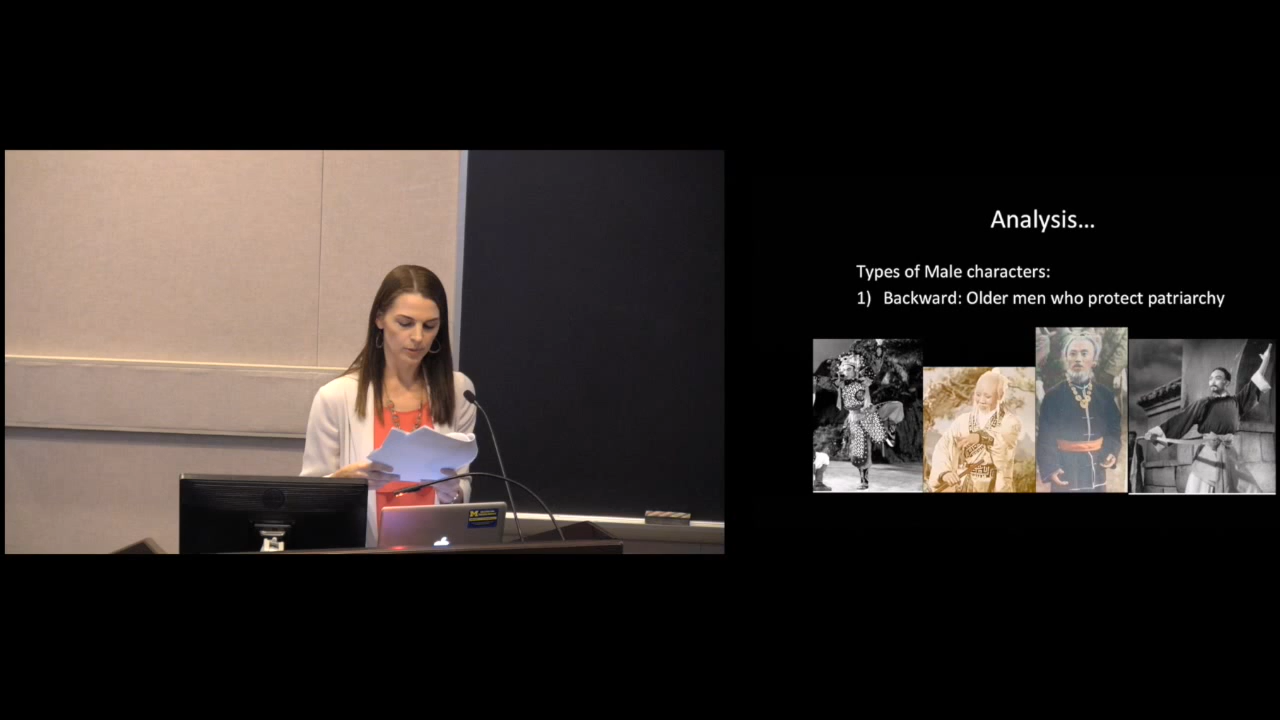 Analysis...
Types of Male characters:
1) Backward: Older men who protect patriarchy